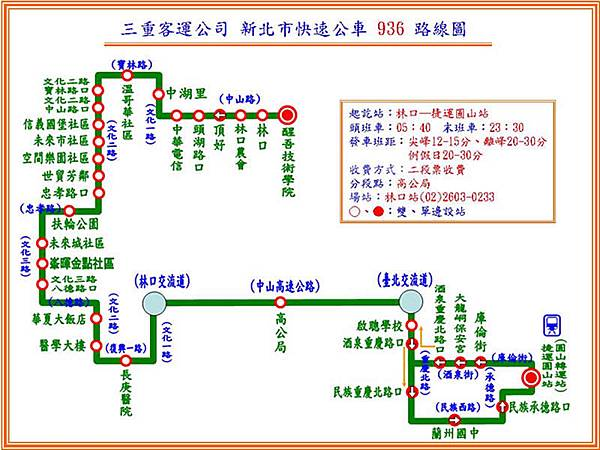 三重客運公司 新北市快速公車 936 路線圖
起訖站：林口—捷運圓山站
頭班車：05：40 末班車：23：30
發車班距：尖峰12-15分、離峰20-30分
例假日20-30分
收費方式：二段票收費
分段點：高公局
場站：林口站(02)2603-0233
○、●：雙、單邊設站
醒吾技術學院
林口
林口農會
頂好
頭湖路口
中華電信
(中山路)
中湖里
(文化一路)
溫哥華社區
(寶林路)
文化二路
寶林路口
文化二路
中山路口
信義國堡社區
未來市社區
空間樂園社區
世貿芳鄰
忠孝路口
(文化二路)
扶輪公園
(忠孝路)
未來城社區
峯暉金點社區
文化三路
八德路口
(文化三路)
(八德路)
華夏大飯店
醫學大樓
(文化二路)
(復興一路)
長庚醫院
(文化一路)
(林口交流道)
(中山高速公路)
高公局
(臺北交流道)
啟聰學校
酒泉重慶路口
民族重慶北路口
(重慶北路)
酒泉重慶北路口
大龍峒保安宮
庫倫街
(酒泉街)
(承德路)
(庫倫街)
捷運圓山站
(圓山轉運站)
民族承德路口
(民族西路)
蘭州國中